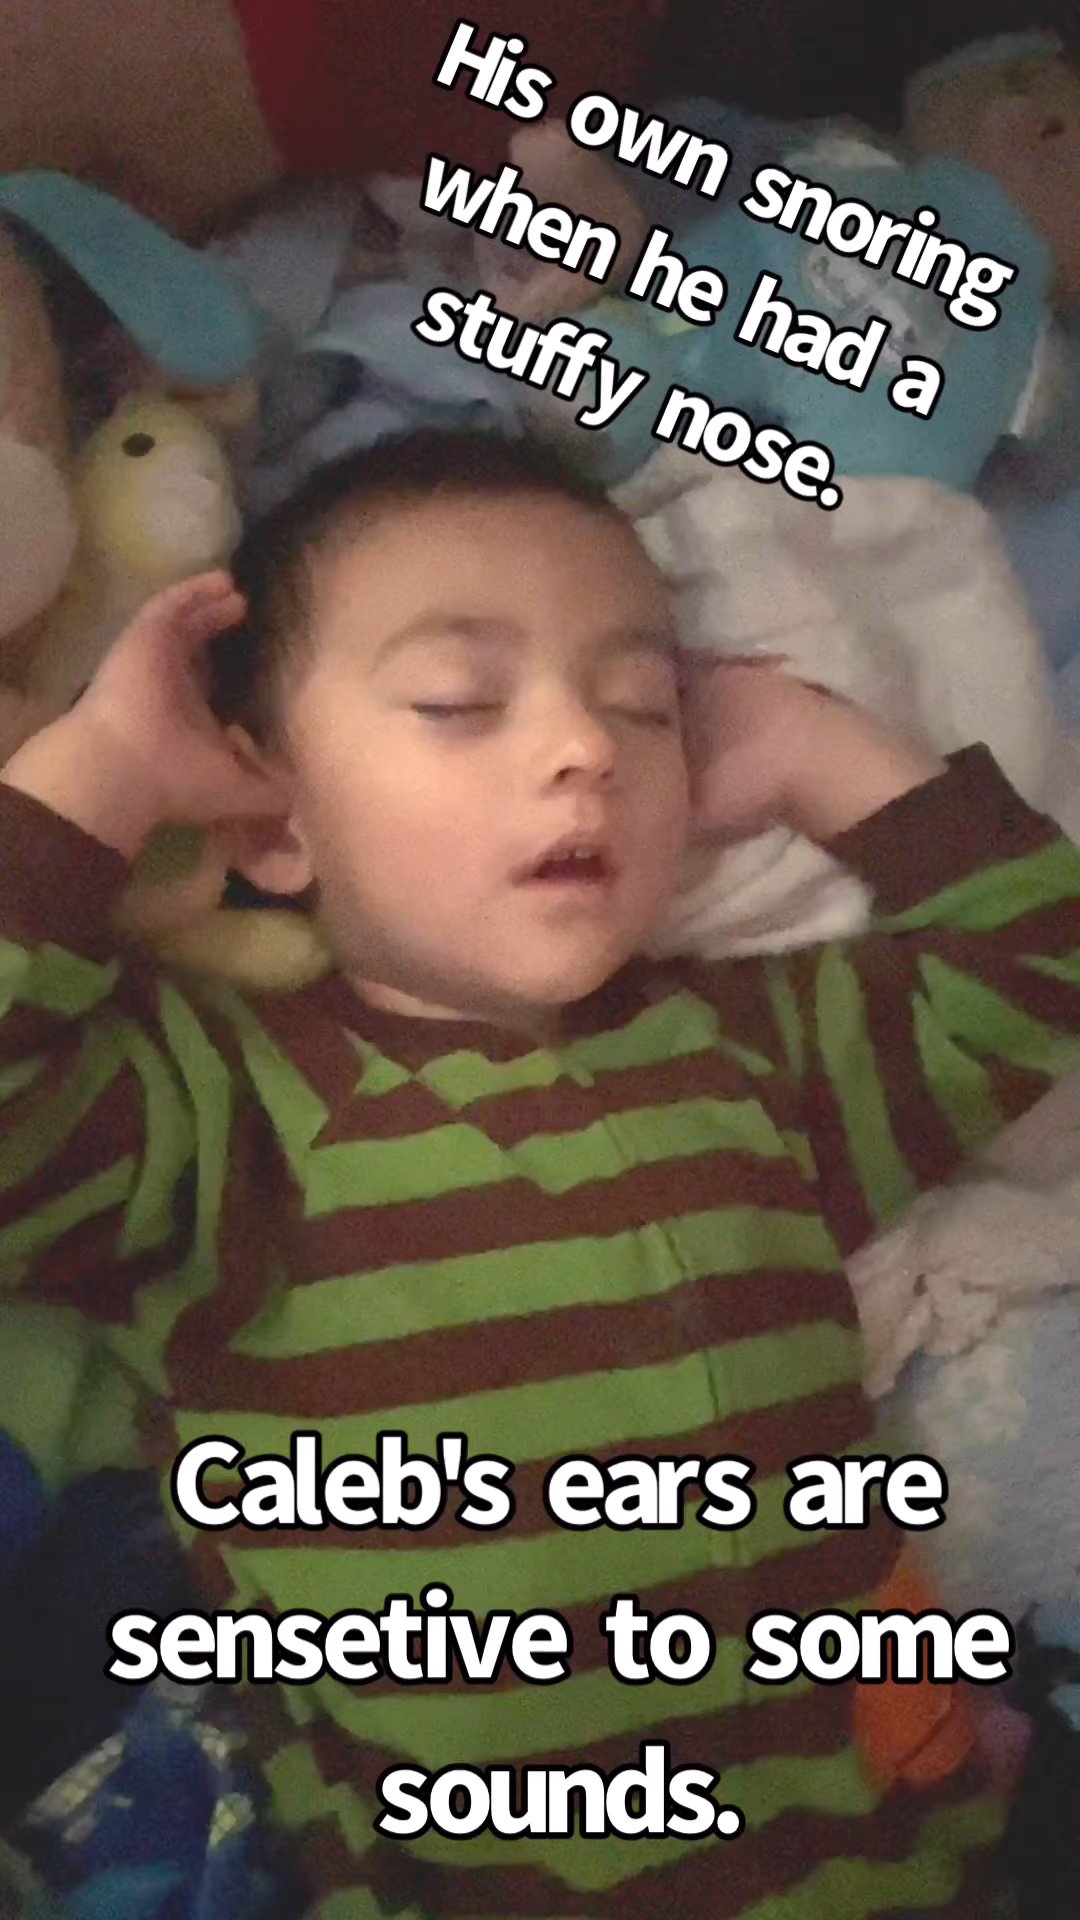 His own snoring
when he had a
stuffy nose.
Caleb's ears are
sensetive to some
sounds.